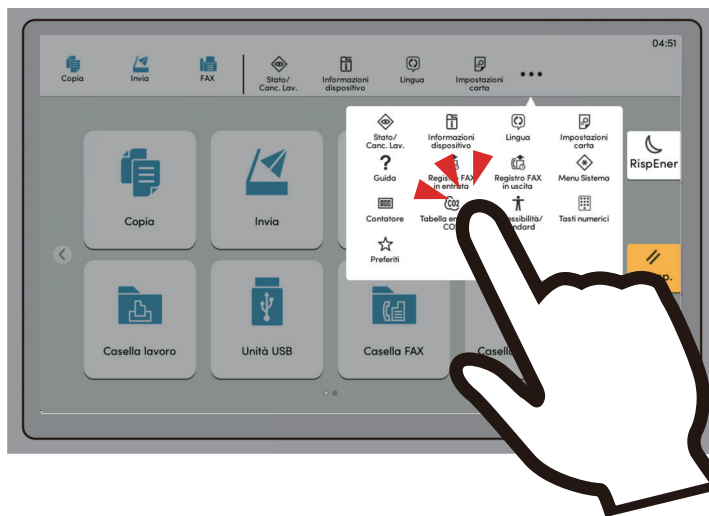 04:51
Copia
Invia
FAX
Stato/
Canc. Lav.
Informazioni
dispositivo
Lingua
Impostazioni
carta
Stato/
Canc. Lav.
Informazioni
dispositivo
Lingua
Impostazioni
carta
RispEner
?
Guida
Registro FAX
in entrata
Registro FAX
in uscita
Menu Sistema
Contatore
CO2
Tabella
Tasti numerici
Preferiti
Copia
Invia
Casella lavoro
Unità USB
Casella FAX